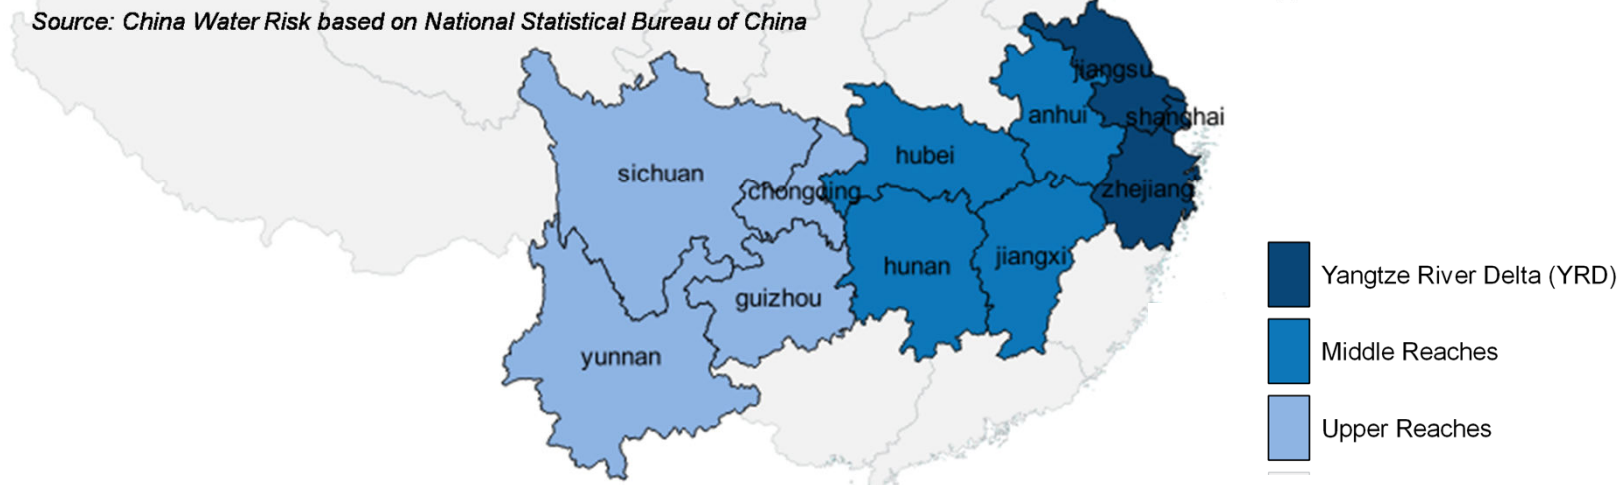 Source: China Water Risk based on National Statistical Bureau of China
jiangsu
anhui
shanghai
hubei
sichuan
chongqing
zhejiang
hunan
jiangxi
guizhou
yunnan
Yangtze River Delta (YRD)
Middle Reaches
Upper Reaches